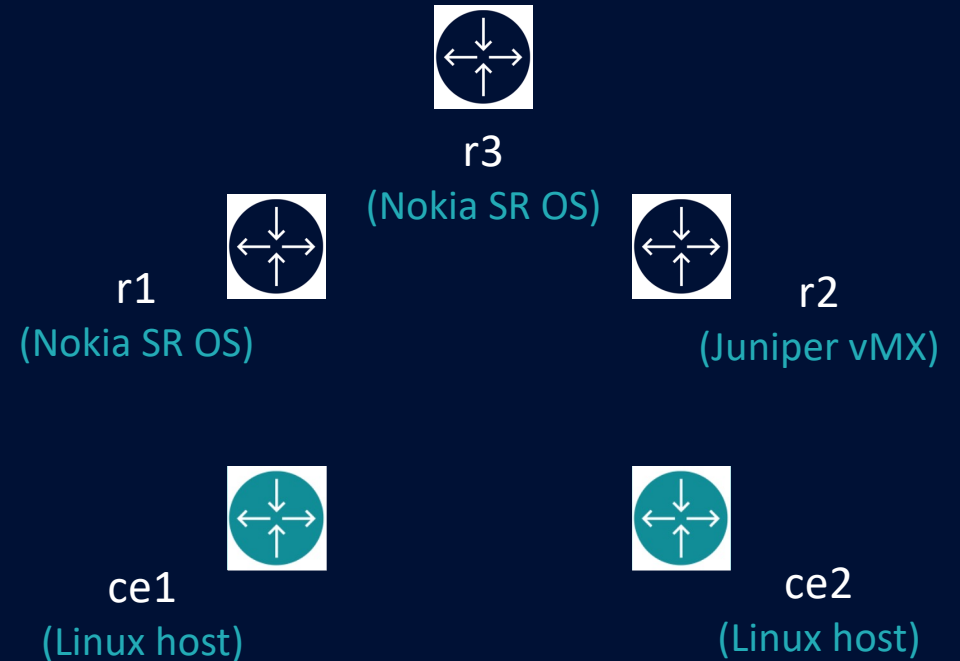 r3
(Nokia SR OS)
r1
(Nokia SR OS)
r2
(Juniper vMX)
ce1
(Linux host)
ce2
(Linux host)